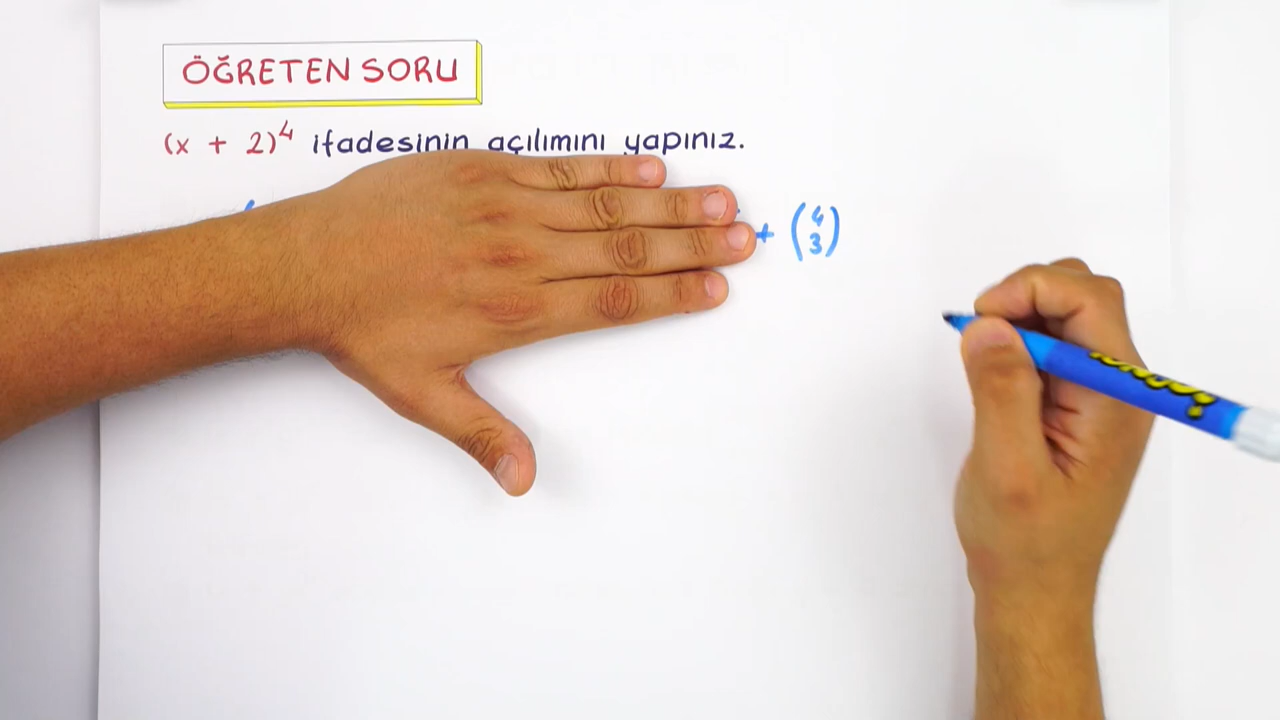 ÖĞRETEN SORU
(x + 2)⁴ ifadesinin açılımını yapınız.
+ (4 3)